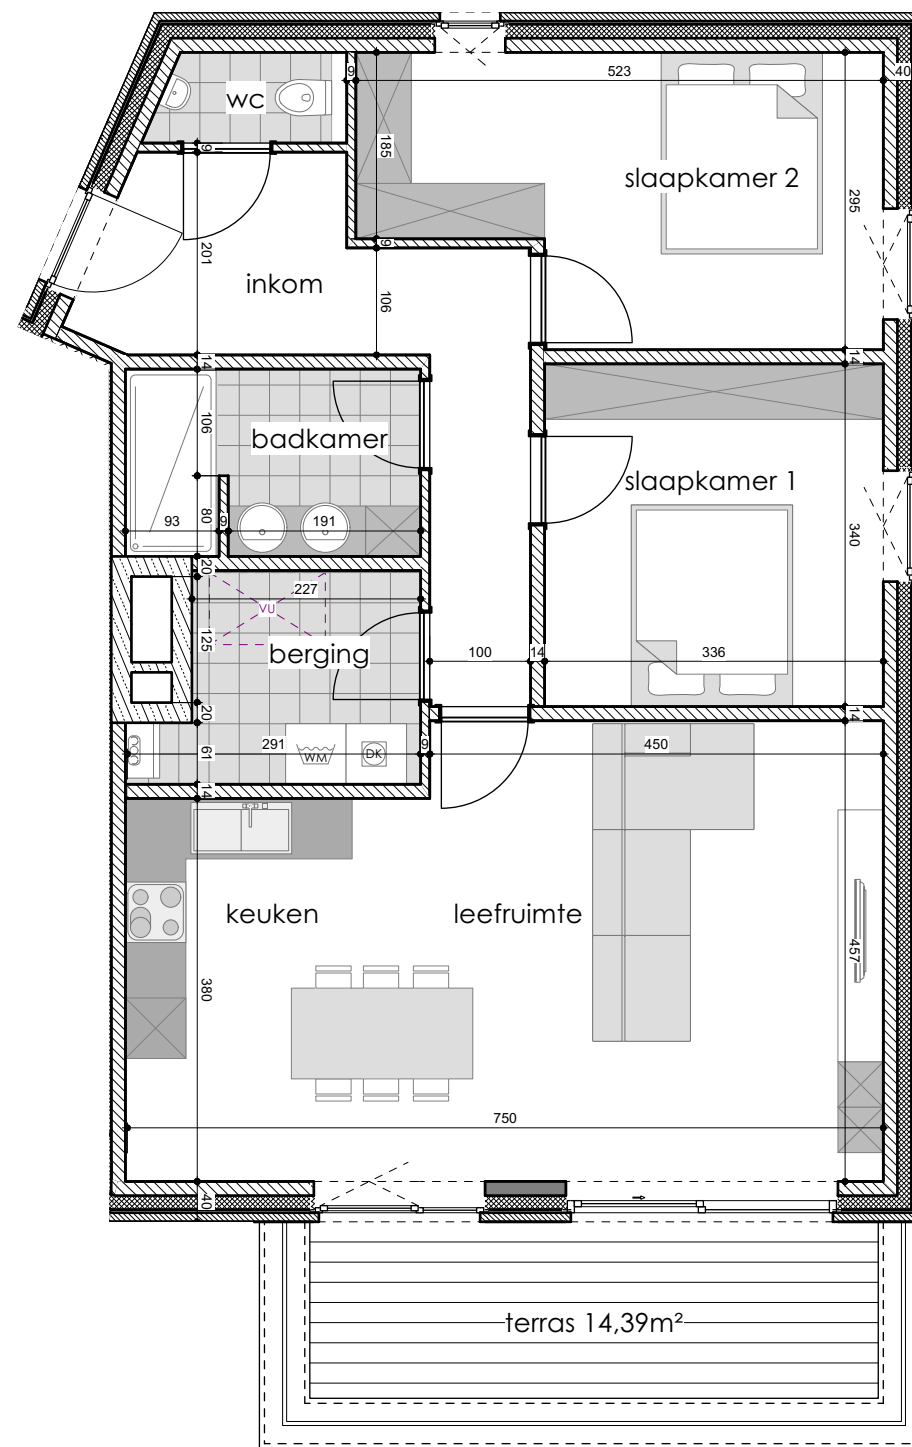 9
523
40
wc
185
9
slaapkamer 2
295
201
9
inkom
106
14
14
106
badkamer
slaapkamer 1
80
93
9
191
340
20
227
VU
125
berging
100
14
336
20
14
61
291
WM
DK
9
450
14
keuken
leefruimte
457
380
750
40
terras 14,39m²